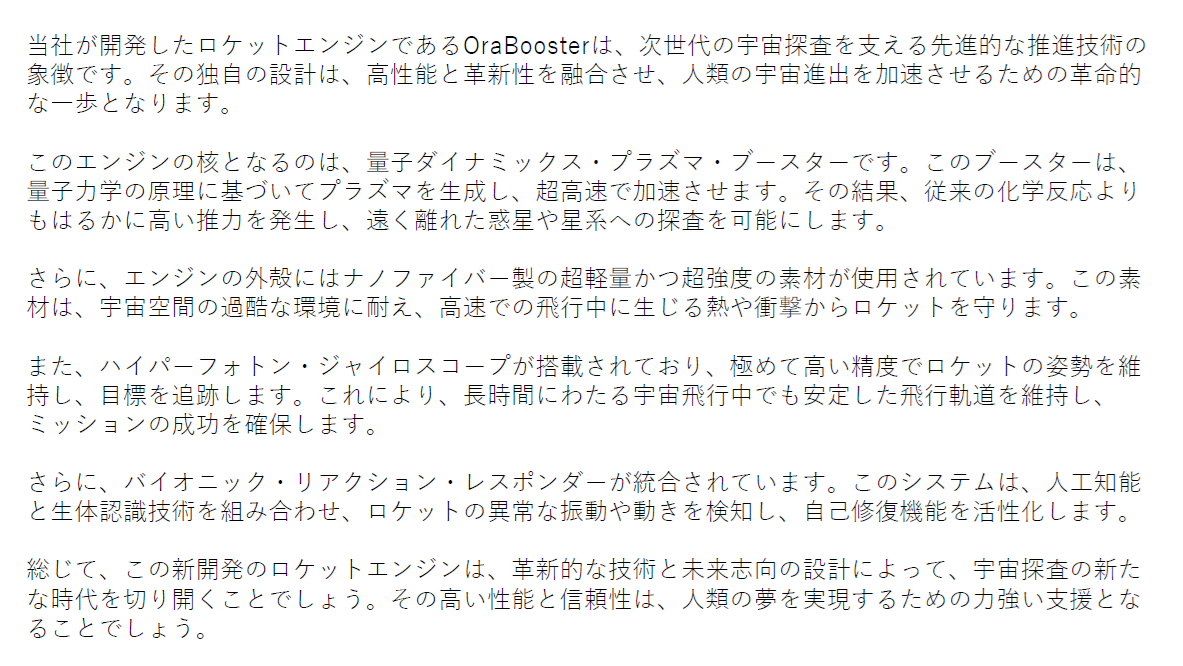 当社が開発したロケットエンジンであるOraBoosterは、次世代の宇宙探査を支える先進的な推進技術の
象徴です。その独自の設計は、高性能と革新性を融合させ、人類の宇宙進出を加速させるための革命的
な一歩となります。
このエンジンの核となるのは、量子ダイナミックス・プラズマ・ブースターです。このブースターは、
量子力学の原理に基づいてプラズマを生成し、超高速で加速させます。その結果、従来の化学反応より
もはるかに高い推力を発生し、遠く離れた惑星や星系への探査を可能にします。
さらに、エンジンの外殻にはナノファイバー製の超軽量かつ超強度の素材が使用されています。この素
材は、宇宙空間の過酷な環境に耐え、高速での飛行中に生じる熱や衝撃からロケットを守ります。
また、ハイパーフォトン・ジャイロスコープが搭載されており、極めて高い精度でロケットの姿勢を維
持し、目標を追跡します。これにより、長時間にわたる宇宙飛行中でも安定した飛行軌道を維持し、
ミッションの成功を確保します。
さらに、バイオニック・リアクション・レスポンダーが統合されています。このシステムは、人工知能
と生体認識技術を組み合わせ、ロケットの異常な振動や動きを検知し、自己修復機能を活性化します。
総じて、この新開発のロケットエンジンは、革新的な技術と未来志向の設計によって、宇宙探査の新た
な時代を切り開くことでしょう。その高い性能と信頼性は、人類の夢を実現するための力強い支援とな
ることでしょう。